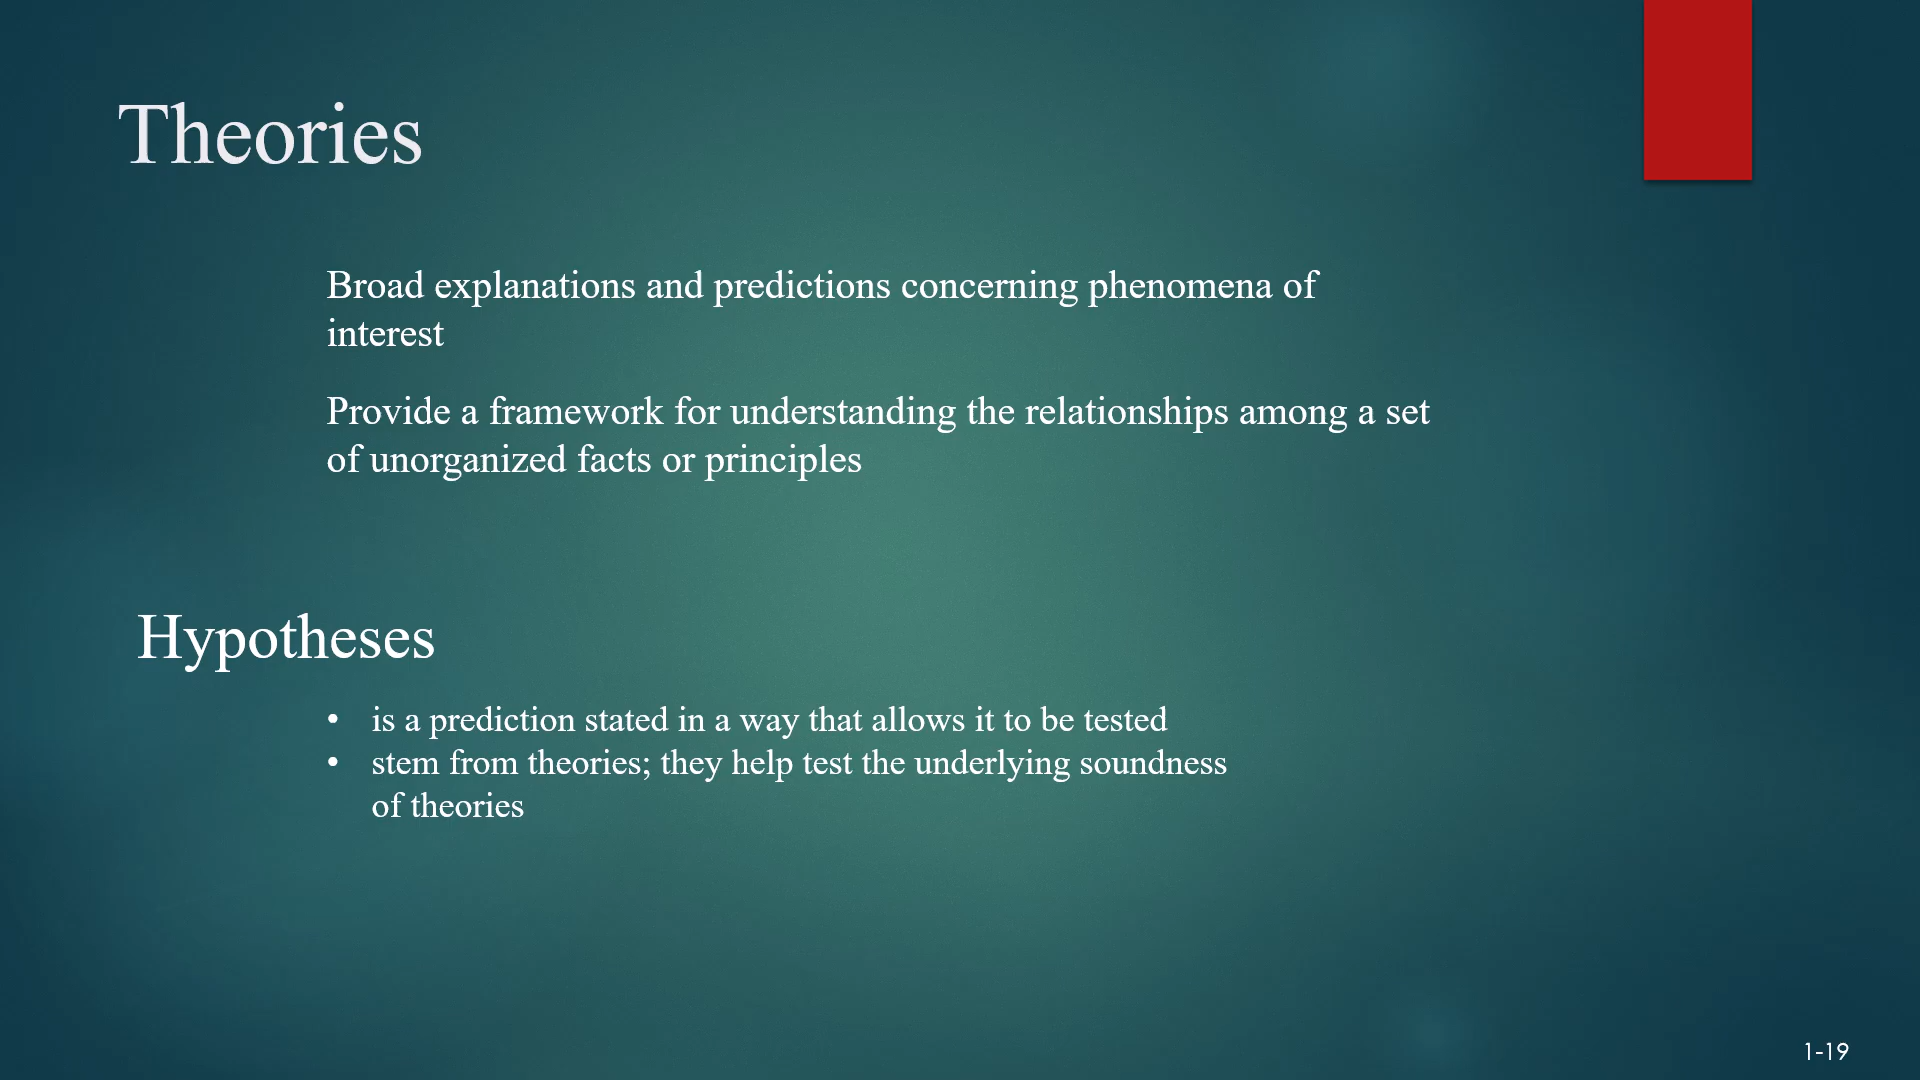 Theories
Broad explanations and predictions concerning phenomena of
interest
Provide a framework for understanding the relationships among a set
of unorganized facts or principles
Hypotheses
• is a prediction stated in a way that allows it to be tested
• stem from theories; they help test the underlying soundness
of theories
1-19